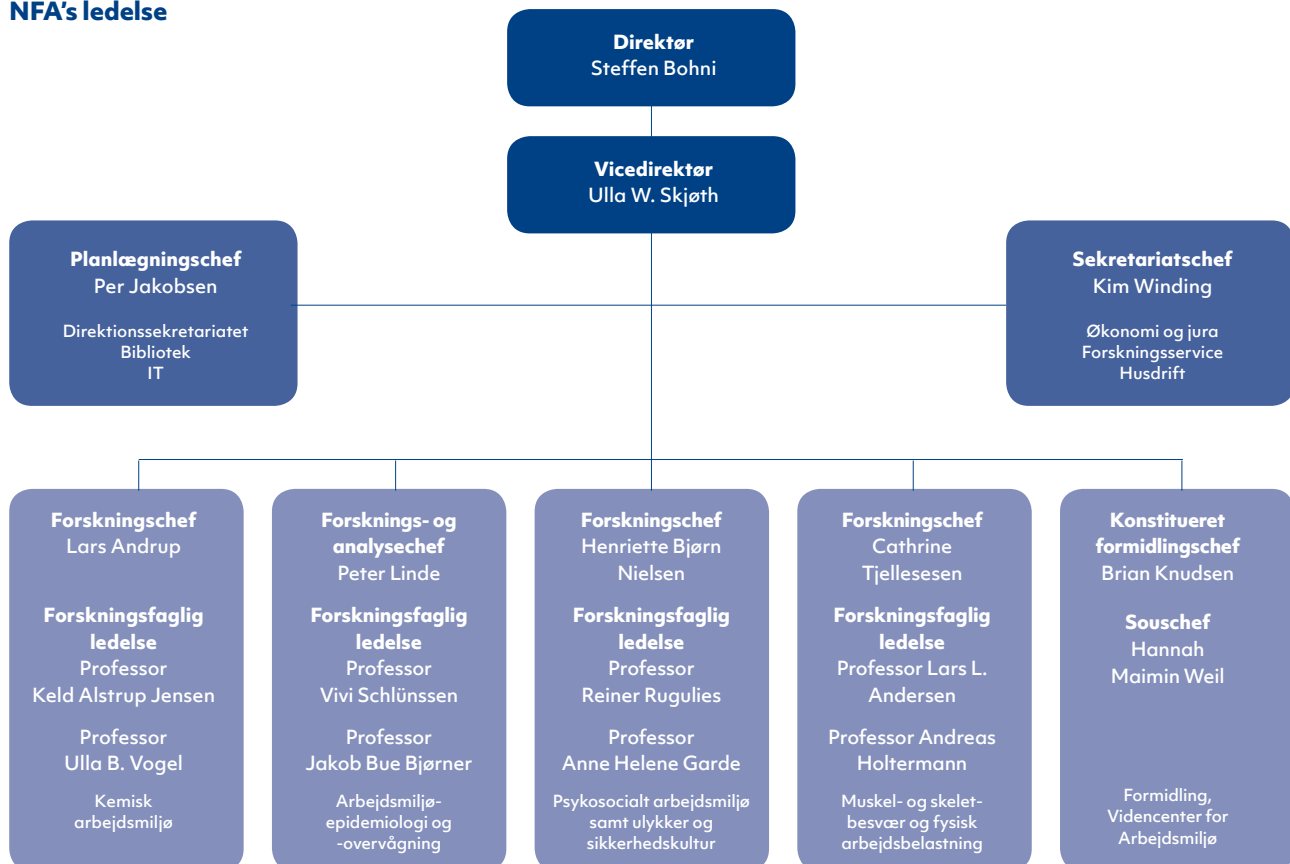 NFA's ledelse
Direktør
Steffen Bohni
Vicedirektør
Ulla W. Skjøth
Planlægningschef
Per Jakobsen
Direktionssekretariatet
Bibliotek
IT
Sekretariatschef
Kim Winding
Økonomi og jura
Forskningsservice
Husdrift
Forskningschef
Lars Andrup
Forskningsfaglig
ledelse
Professor
Keld Alstrup Jensen
Professor
Ulla B. Vogel
Kemisk
arbejdsmiljø
Forsknings- og
analysechef
Peter Linde
Forskningsfaglig
ledelse
Professor
Vivi Schlünssen
Professor
Jakob Bue Bjørner
Arbejdsmiljø-
epidemiologi og
-overvågning
Forskningschef
Henriette Bjørn
Nielsen
Forskningsfaglig
ledelse
Professor
Reiner Rugulies
Professor
Anne Helene Garde
Psykosocialt arbejdsmiljø
samt ulykker og
sikkerhedskultur
Forskningschef
Cathrine
Tjellesesen
Forskningsfaglig
ledelse
Professor Lars L.
Andersen
Professor Andreas
Holtermann
Muskel- og skelet-
besvær og fysisk
arbejdsbelastning
Konstitueret
formidlingschef
Brian Knudsen
Souschef
Hannah
Maimin Weil
Formidling,
Videncenter for
Arbejdsmiljø